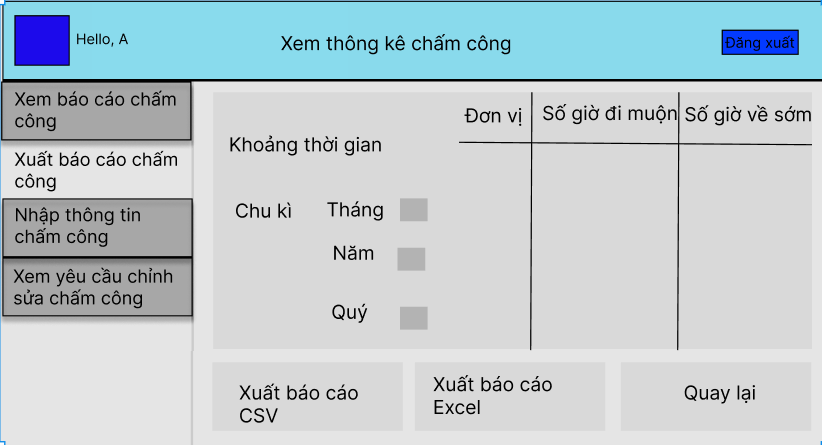 Hello, A
Xem thông kê chấm công
Đăng xuất
Xem báo cáo chấm
công
Xuất báo cáo chấm
công
Nhập thông tin
chấm công
Xem yêu cầu chỉnh
sửa chấm công
Khoảng thời gian
Chu kì
Tháng
Năm
Quý
Đơn vị
Số giờ đi muộn
Số giờ về sớm
Xuất báo cáo
CSV
Xuất báo cáo
Excel
Quay lại